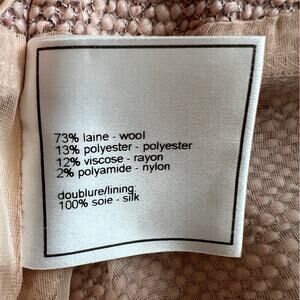 73% laine - wool
13% polyester - polyester
12% viscose - rayon
2% polyamide - nylon
doublure/lining:
100% soie - silk